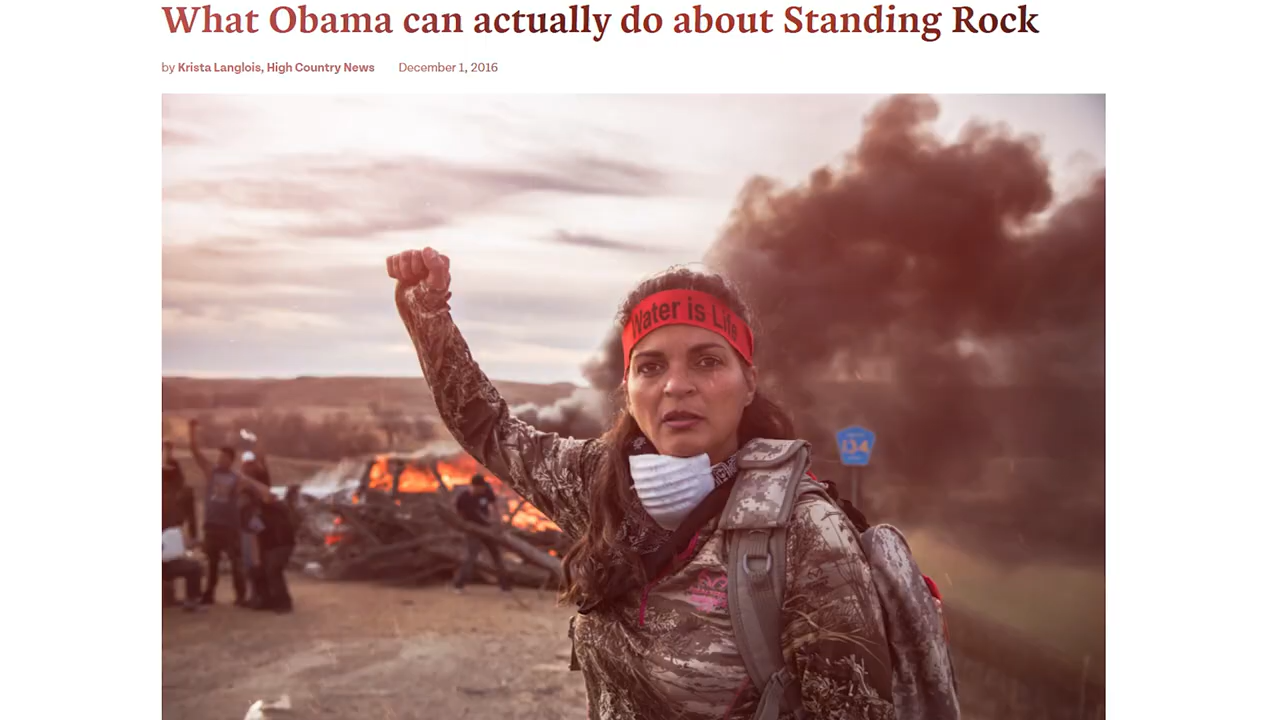 What Obama can actually do about Standing Rock
by Krista Langlois, High Country News December 1, 2016
Water is Life
134